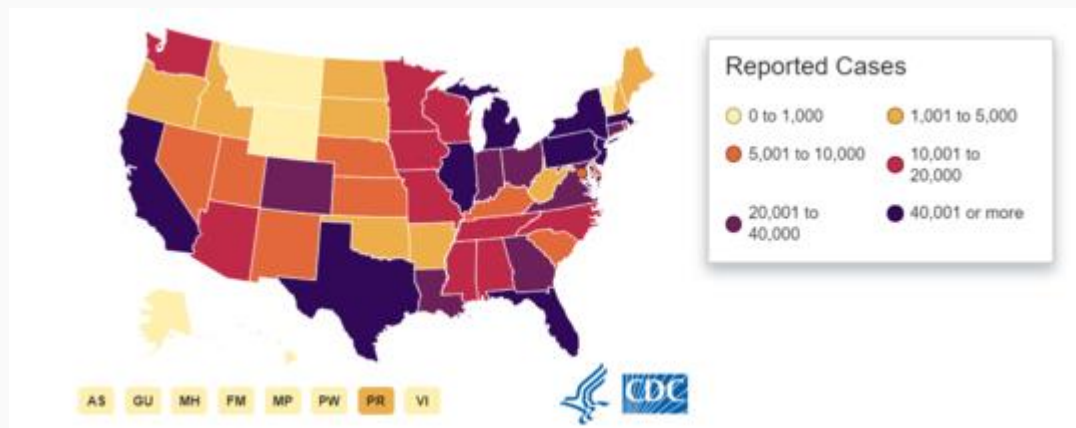 Reported Cases
0 to 1,000
1,001 to 5,000
5,001 to 10,000
10,001 to
20,000
20,001 to
40,000
40,001 or more
AS GU MH FM MP PW PR VI
CDC